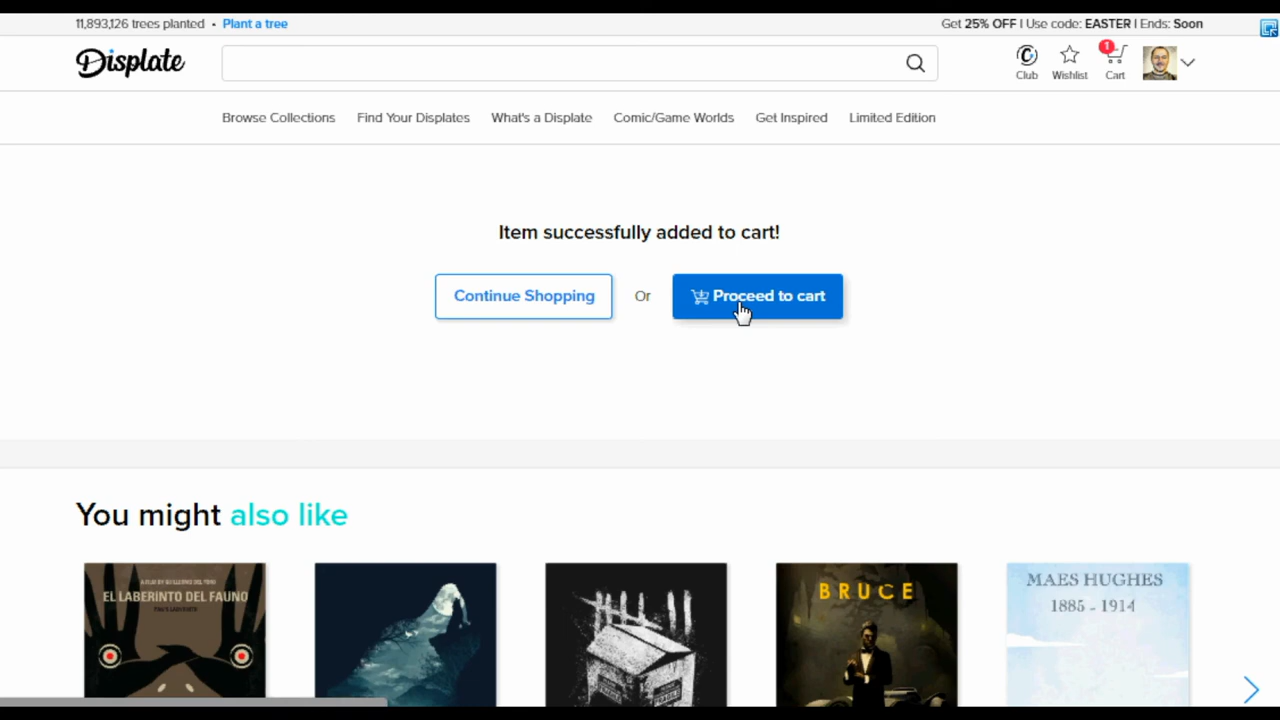 11,893,126 trees planted • Plant a tree
Get 25% OFF | Use code: EASTER | Ends: Soon
Displate
Club
Wishlist
1
Cart
Browse Collections
Find Your Displates
What's a Displate
Comic/Game Worlds
Get Inspired
Limited Edition
Item successfully added to cart!
Continue Shopping
Or
Proceed to cart
You might also like
EL LABERINTO DEL FAUNO
BRUCE
MAES HUGHES
1885 - 1914